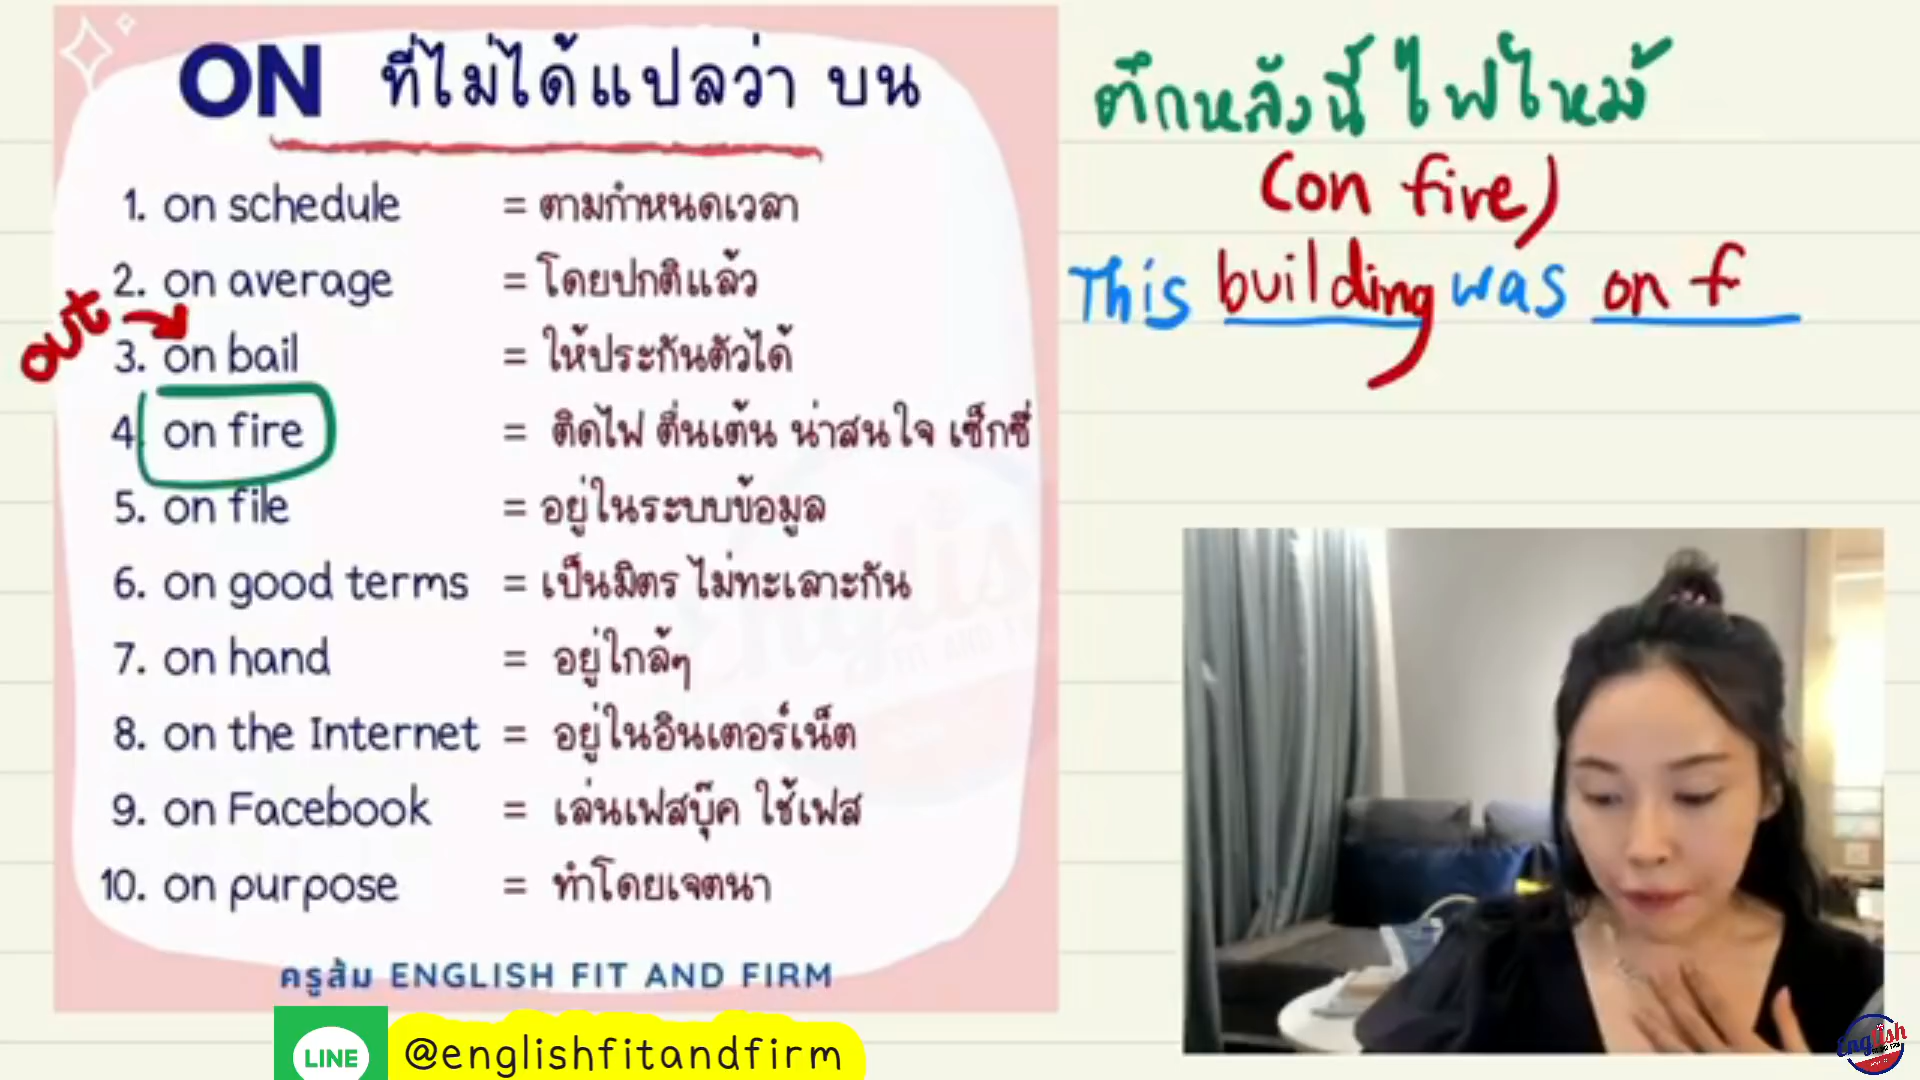 ON ที่ไม่ได้แปลว่า บน
1. on schedule = ตามกำหนดเวลา
2. on average = โดยปกติแล้ว
out
3. on bail = ให้ประกันตัวได้
4. on fire = ติดไฟ ตื่นเต้น น่าสนใจ เซ็กซี่
5. on file = อยู่ในระบบข้อมูล
6. on good terms = เป็นมิตร ไม่ทะเลาะกัน
7. on hand = อยู่ใกล้ๆ
8. on the Internet = อยู่ในอินเตอร์เน็ต
9. on Facebook = เล่นเฟสบุ๊ค ใช้เฟส
10. on purpose = ทำโดยเจตนา
ครูส้ม ENGLISH FIT AND FIRM
LINE @englishfitandfirm
ตึกหลังนี้ ไฟไหม้
(on fire)
This building was on f
English